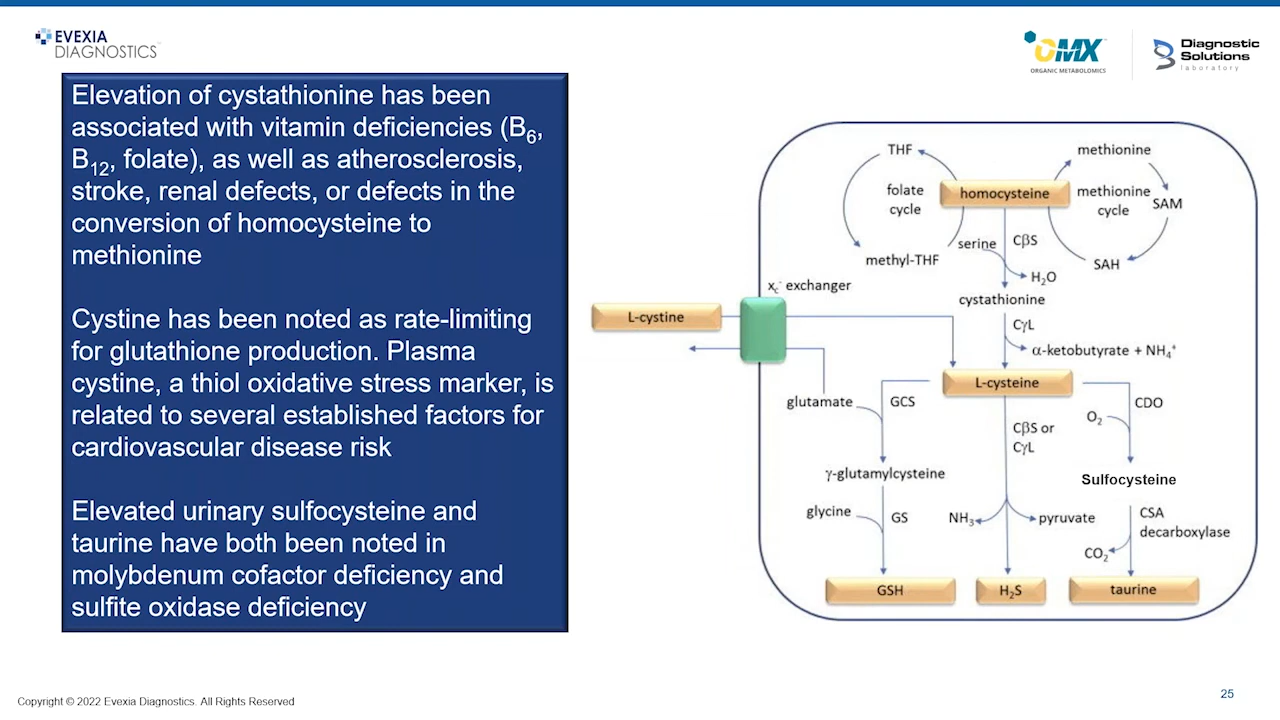 EVEXIA
DIAGNOSTICS
OMX
ORGANIC METABOLOMICS
Diagnostic
Solutions
laboratory
Elevation of cystathionine has been
associated with vitamin deficiencies (B6,
B12, folate), as well as atherosclerosis,
stroke, renal defects, or defects in the
conversion of homocysteine to
methionine
Cystine has been noted as rate-limiting
for glutathione production. Plasma
cystine, a thiol oxidative stress marker, is
related to several established factors for
cardiovascular disease risk
Elevated urinary sulfocysteine and
taurine have both been noted in
molybdenum cofactor deficiency and
sulfite oxidase deficiency
THF
methionine
folate
cycle
homocysteine
methionine
cycle
SAM
serine
CβS
methyl-THF
SAH
H2O
xc- exchanger
cystathionine
L-cystine
CγL
α-ketobutyrate + NH4+
L-cysteine
glutamate
GCS
O2
CDO
CβS or
CγL
γ-glutamylcysteine
Sulfocysteine
glycine
GS
NH3
pyruvate
CSA
decarboxylase
CO2
GSH
H2S
taurine
Copyright © 2022 Evexia Diagnostics. All Rights Reserved
25